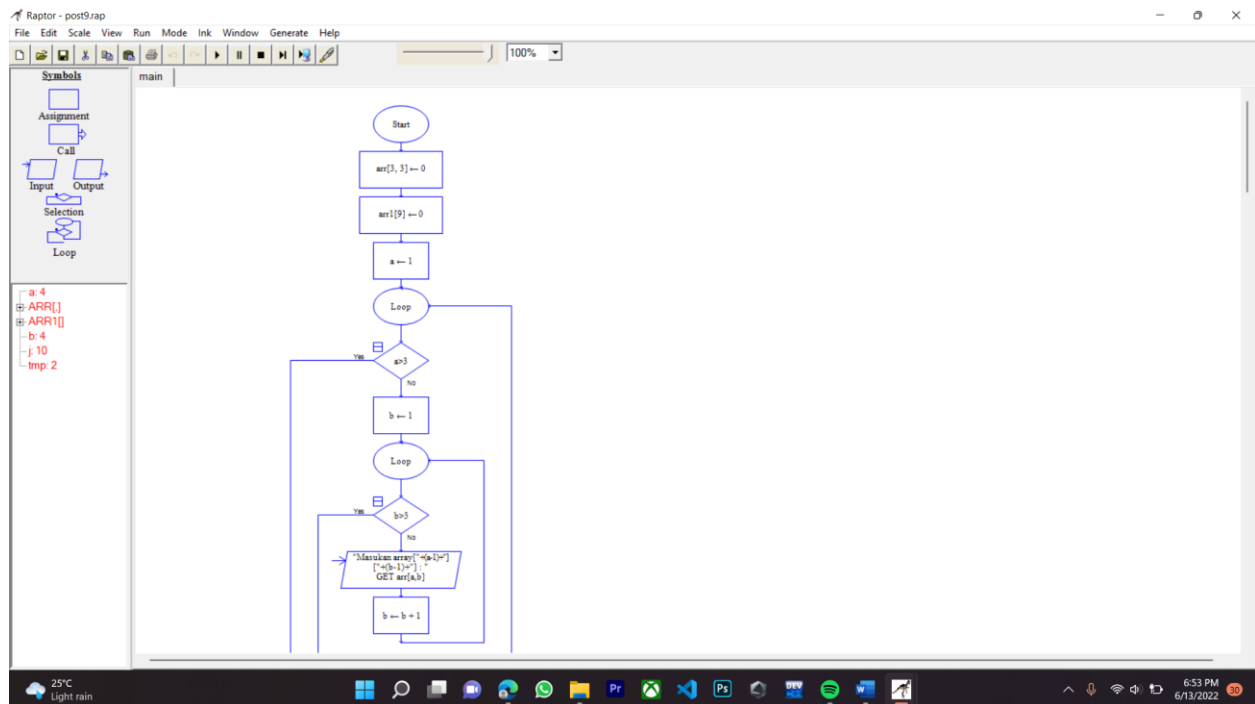 Raptor - post9.rap
File Edit Scale View Run Mode Ink Window Generate Help
100%
Symbols
Assignment
Call
Input Output
Selection
Loop
a: 4
ARR[,]
ARR1[]
b: 4
j: 10
tmp: 2
main
Start
arr[3, 3] ← 0
arr1[9] ← 0
a ← 1
Loop
Yes
a>3
No
b ← 1
Loop
Yes
b>3
No
"Masukan array["+(a-1)+"]
["+(b-1)+"] : "
GET arr[a,b]
b ← b + 1
25°C
Light rain
Pr
Ps
DEV
W
6:53 PM
6/13/2022
30